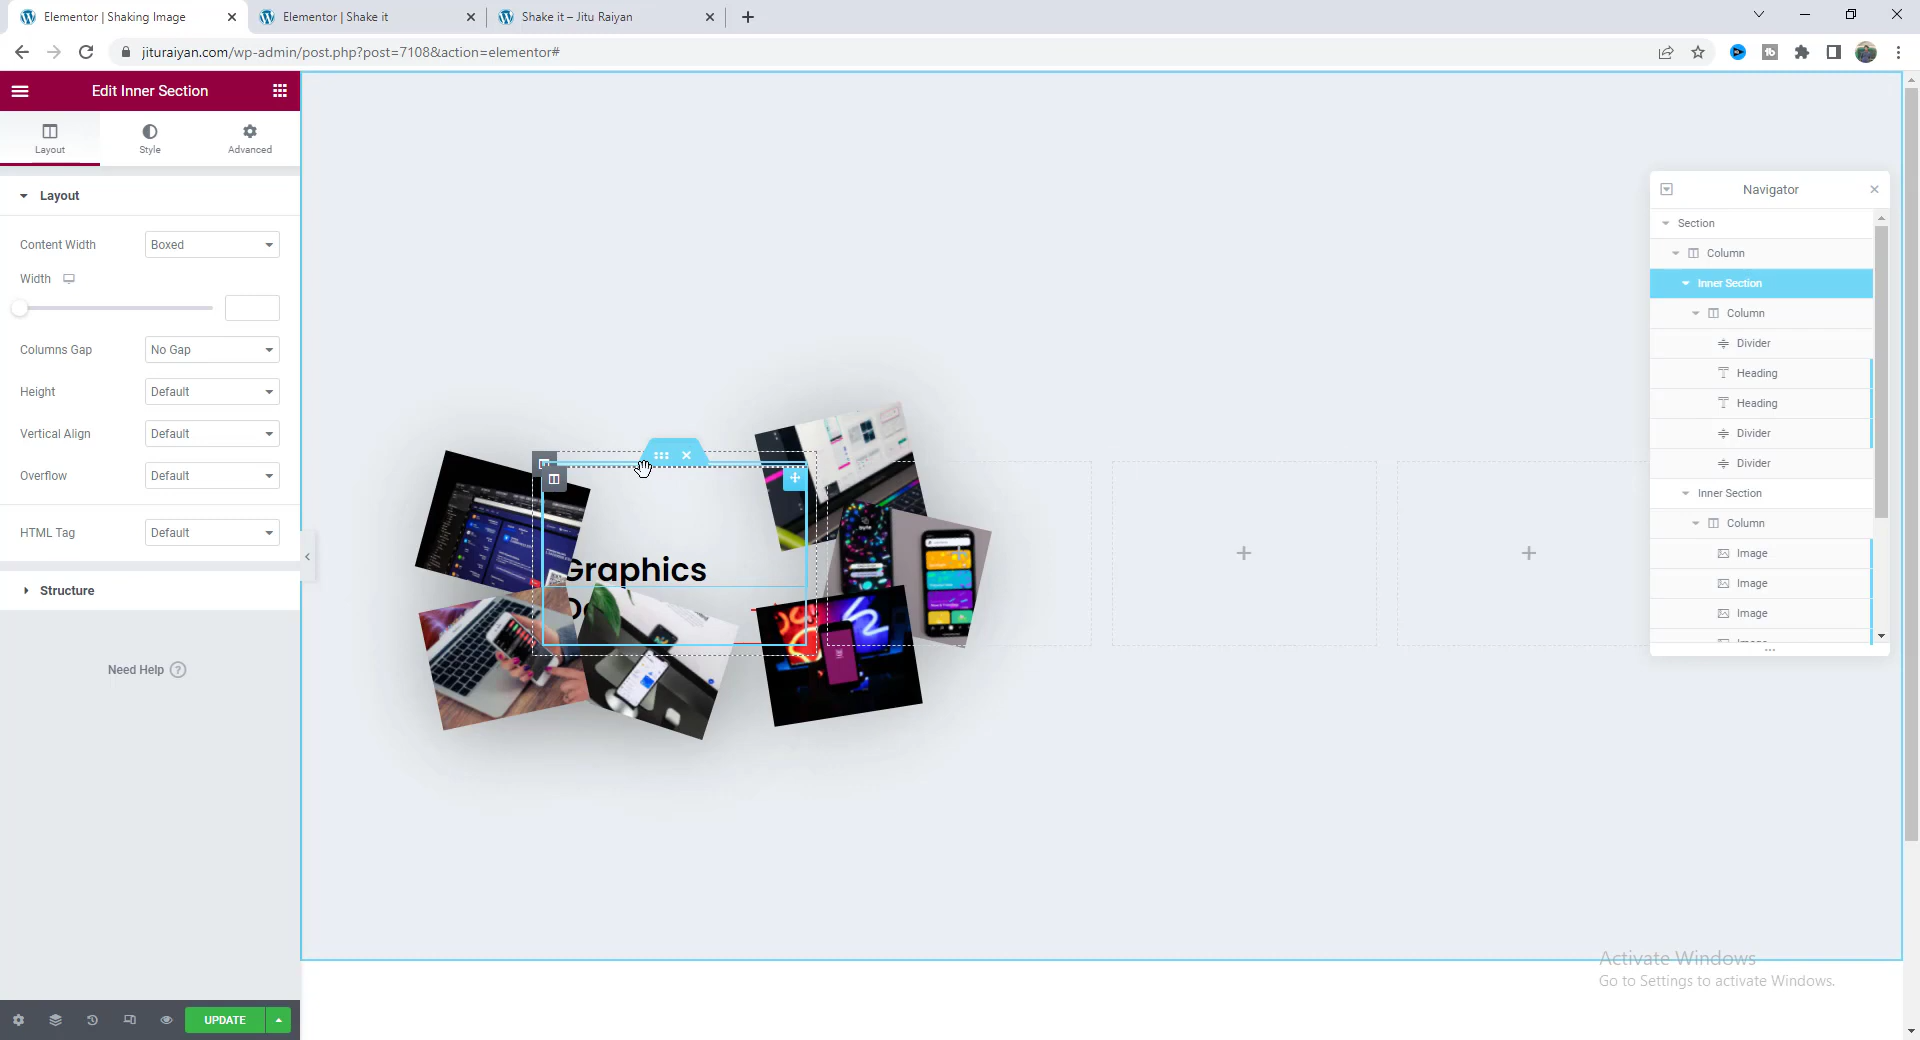 Elementor | Shaking Image
Elementor | Shake it
Shake it – Jitu Raiyan
jituraiyan.com/wp-admin/post.php?post=7108&action=elementor#
Edit Inner Section
Layout
Style
Advanced
Layout
Content Width
Boxed
Width
Columns Gap
No Gap
Height
Default
Vertical Align
Default
Overflow
Default
HTML Tag
Default
Structure
Need Help
UPDATE
Graphics
Navigator
Section
Column
Inner Section
Column
Divider
Heading
Heading
Divider
Divider
Inner Section
Column
Image
Image
Image
Activate Windows
Go to Settings to activate Windows.